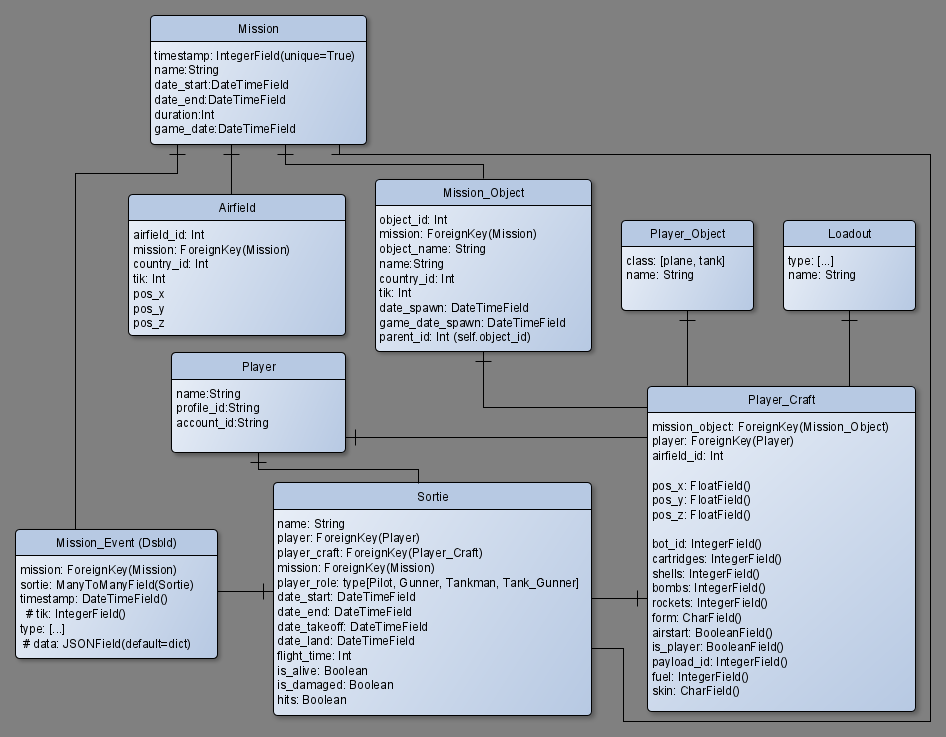 Mission
timestamp: IntegerField(unique=True)
name:String
date_start:DateTimeField
date_end:DateTimeField
duration:Int
game_date:DateTimeField
Airfield
airfield_id: Int
mission: ForeignKey(Mission)
country_id: Int
tik: Int
pos_x
pos_y
pos_z
Mission_Object
object_id: Int
mission: ForeignKey(Mission)
object_name: String
name:String
country_id: Int
tik: Int
date_spawn: DateTimeField
game_date_spawn: DateTimeField
parent_id: Int (self.object_id)
Player_Object
class: [plane, tank]
name: String
Loadout
type: [...]
name: String
Player
name:String
profile_id:String
account_id:String
Player_Craft
mission_object: ForeignKey(Mission_Object)
player: ForeignKey(Player)
airfield_id: Int
pos_x: FloatField()
pos_y: FloatField()
pos_z: FloatField()
bot_id: IntegerField()
cartridges: IntegerField()
shells: IntegerField()
bombs: IntegerField()
rockets: IntegerField()
form: CharField()
airstart: BooleanField()
is_player: BooleanField()
payload_id: IntegerField()
fuel: IntegerField()
skin: CharField()
Sortie
name: String
player: ForeignKey(Player)
player_craft: ForeignKey(Player_Craft)
mission: ForeignKey(Mission)
player_role: type[Pilot, Gunner, Tankman, Tank_Gunner]
date_start: DateTimeField
date_end: DateTimeField
date_takeoff: DateTimeField
date_land: DateTimeField
flight_time: Int
is_alive: Boolean
is_damaged: Boolean
hits: Boolean
Mission_Event (DsbId)
mission: ForeignKey(Mission)
sortie: ManyToManyField(Sortie)
timestamp: DateTimeField()
# tik: IntegerField()
type: [...]
# data: JSONField(default=dict)